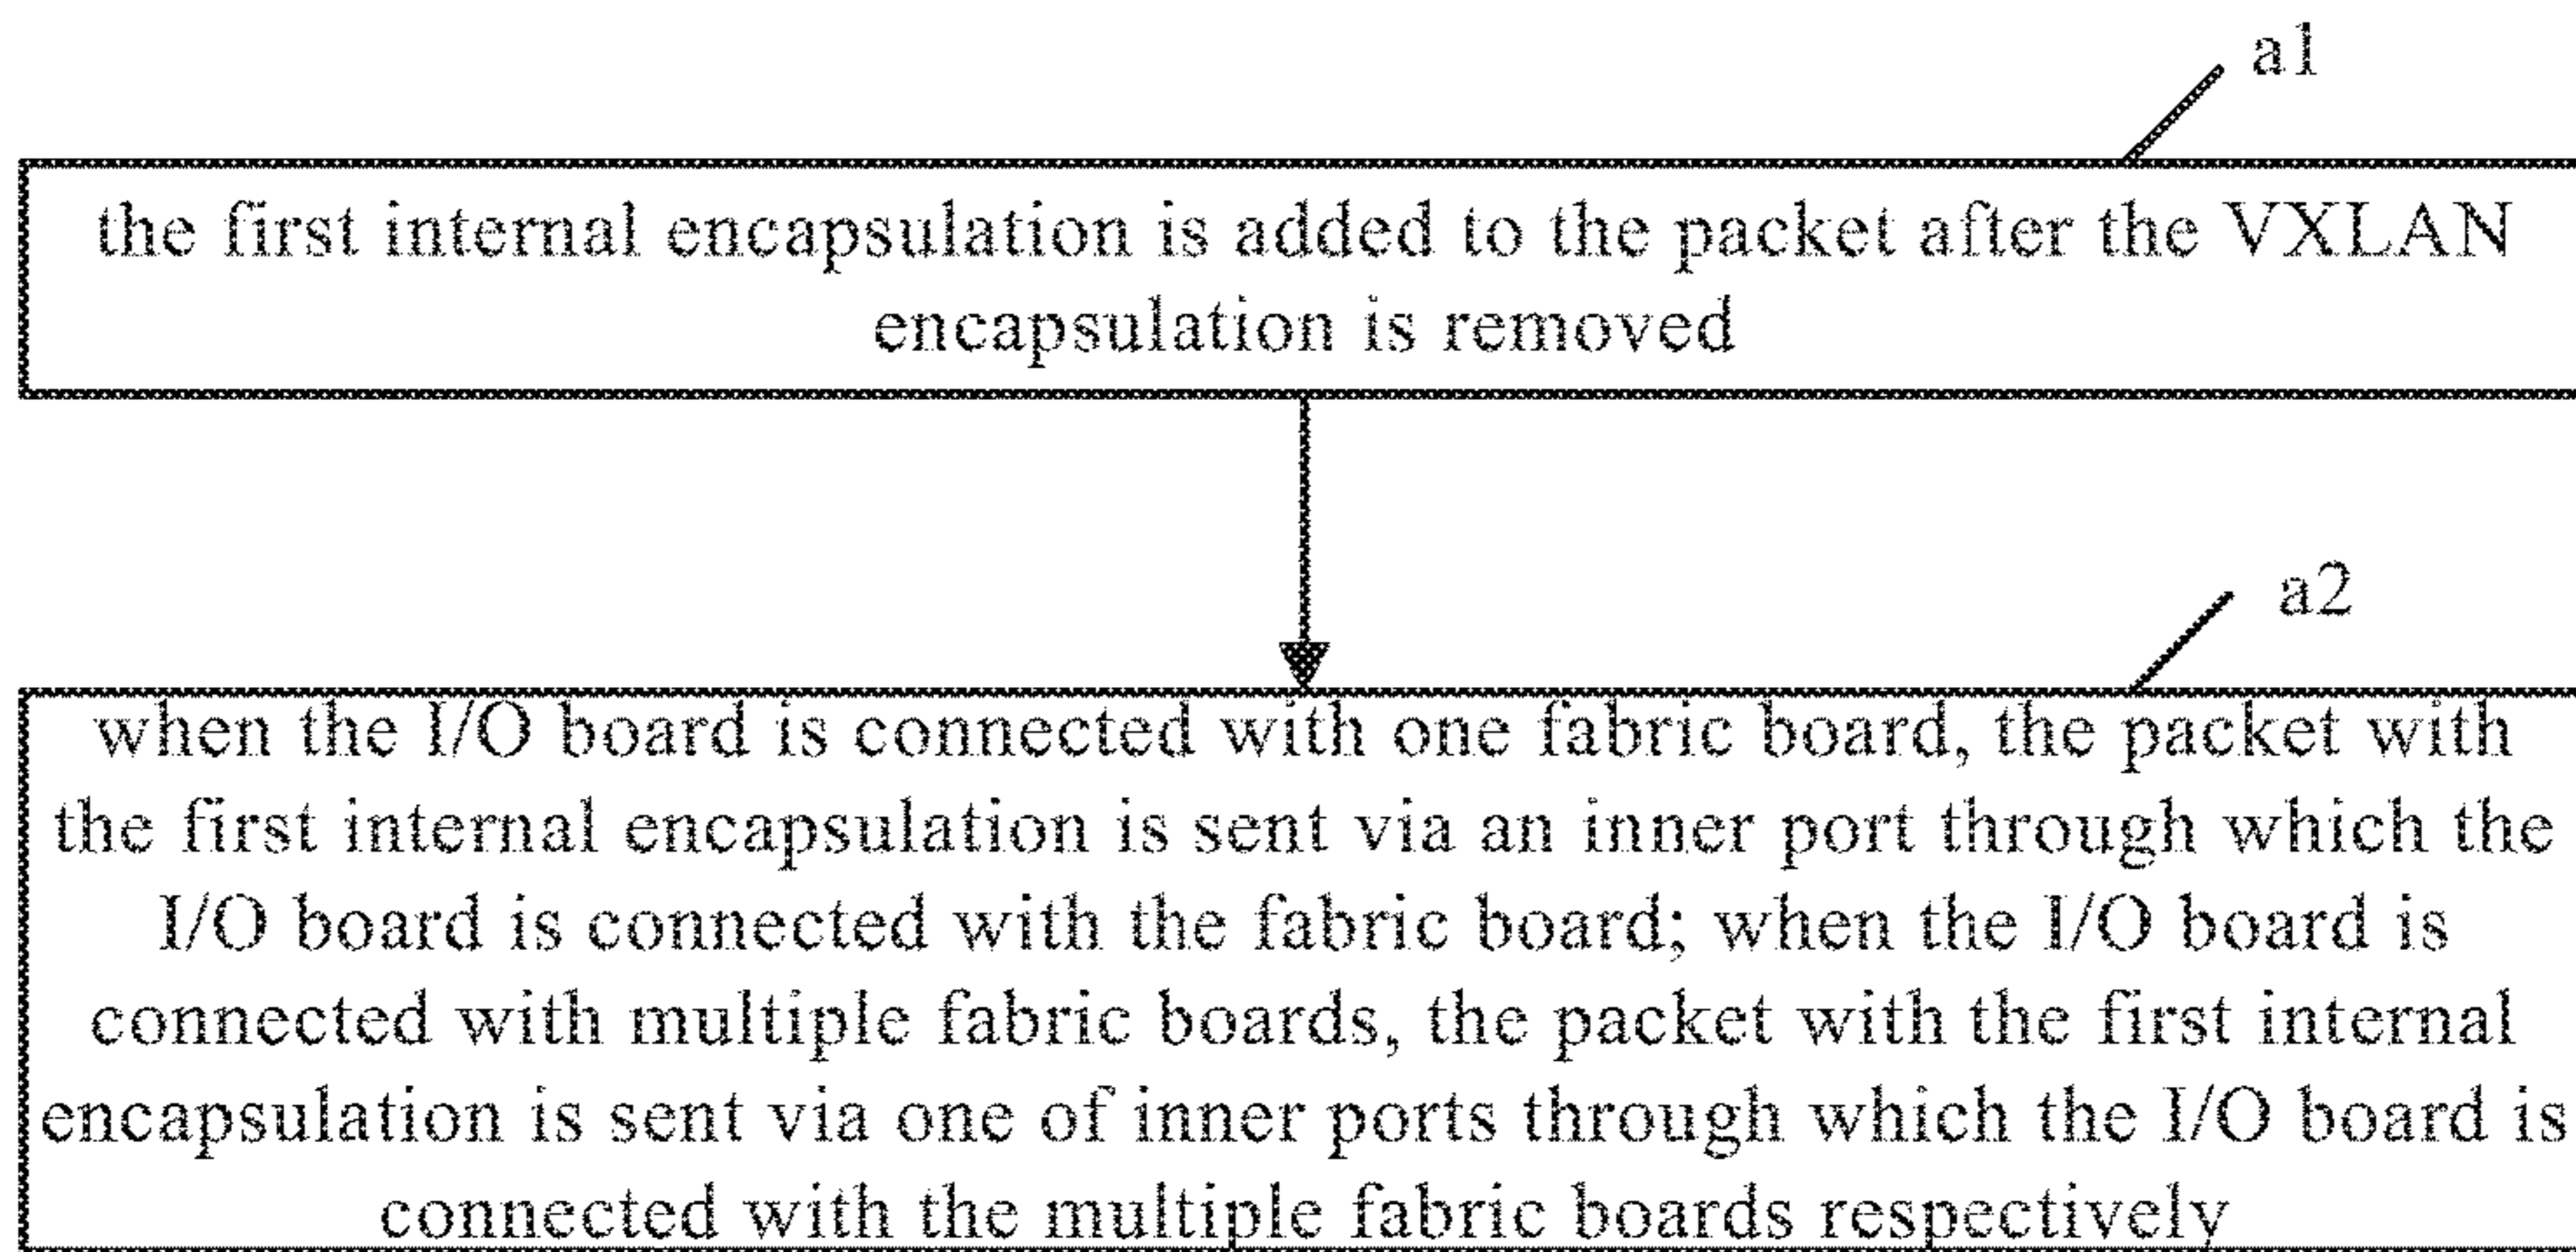 a1
the first internal encapsulation is added to the packet after the VXLAN
encapsulation is removed
a2
when the I/O board is connected with one fabric board, the packet with
the first internal encapsulation is sent via an inner port through which the
I/O board is connected with the fabric board; when the I/O board is
connected with multiple fabric boards, the packet with the first internal
encapsulation is sent via one of inner ports through which the I/O board is
connected with the multiple fabric boards respectively